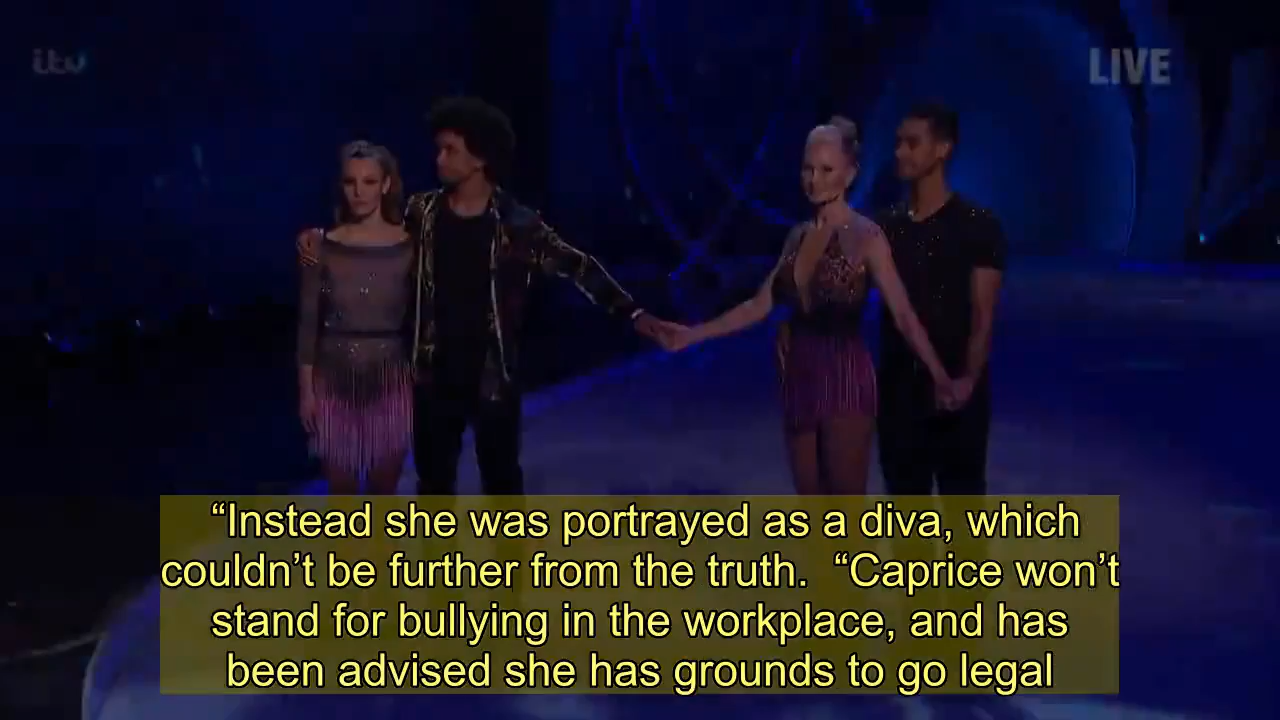 itv
LIVE
“Instead she was portrayed as a diva, which
couldn’t be further from the truth.  “Caprice won’t
stand for bullying in the workplace, and has
been advised she has grounds to go legal